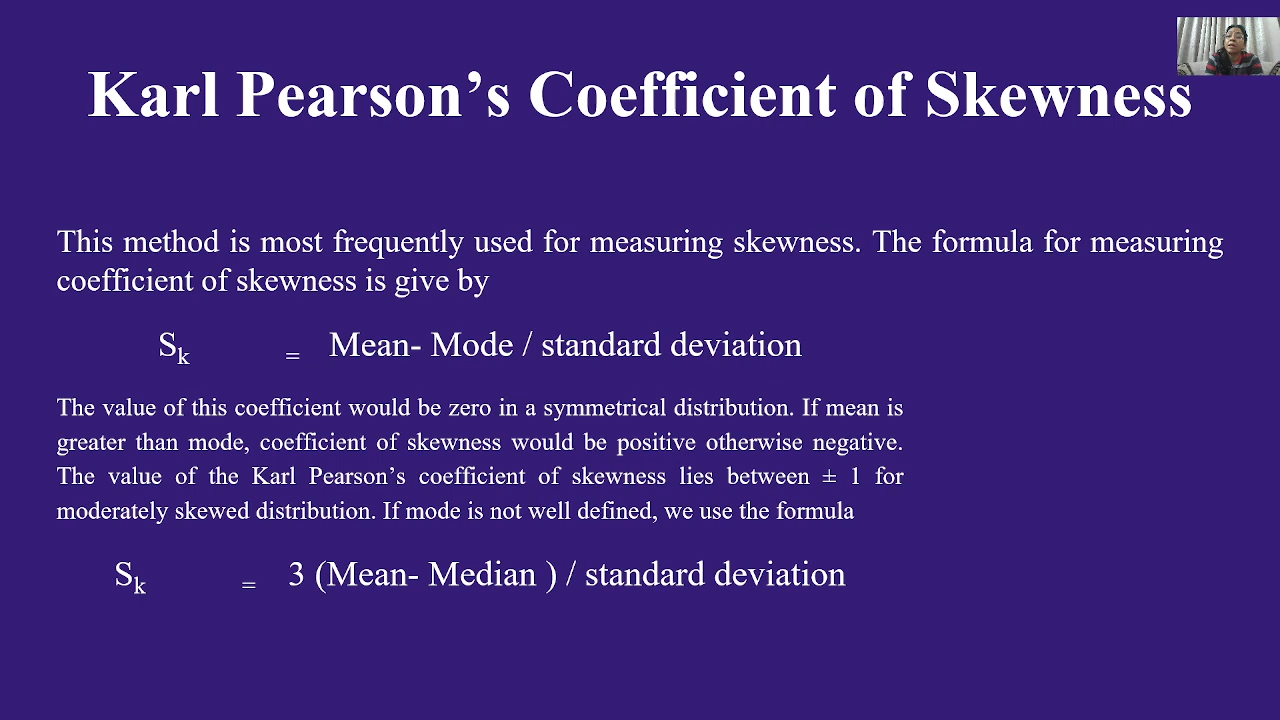 Karl Pearson’s Coefficient of Skewness
This method is most frequently used for measuring skewness. The formula for measuring
coefficient of skewness is give by
Sk = Mean- Mode / standard deviation
The value of this coefficient would be zero in a symmetrical distribution. If mean is
greater than mode, coefficient of skewness would be positive otherwise negative.
The value of the Karl Pearson’s coefficient of skewness lies between ± 1 for
moderately skewed distribution. If mode is not well defined, we use the formula
Sk = 3 (Mean- Median ) / standard deviation